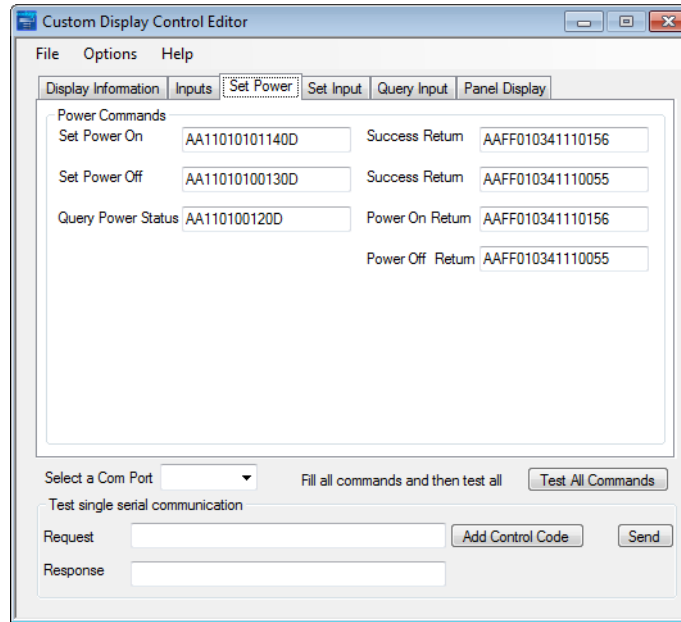 Custom Display Control Editor
File Options Help
Display Information Inputs Set Power Set Input Query Input Panel Display
Power Commands
Set Power On AA11010101140D Success Return AAFF010341110156
Set Power Off AA11010100130D Success Return AAFF010341110055
Query Power Status AA110100120D Power On Return AAFF010341110156
Power Off Return AAFF010341110055
Select a Com Port Fill all commands and then test all Test All Commands
Test single serial communication
Request Add Control Code Send
Response